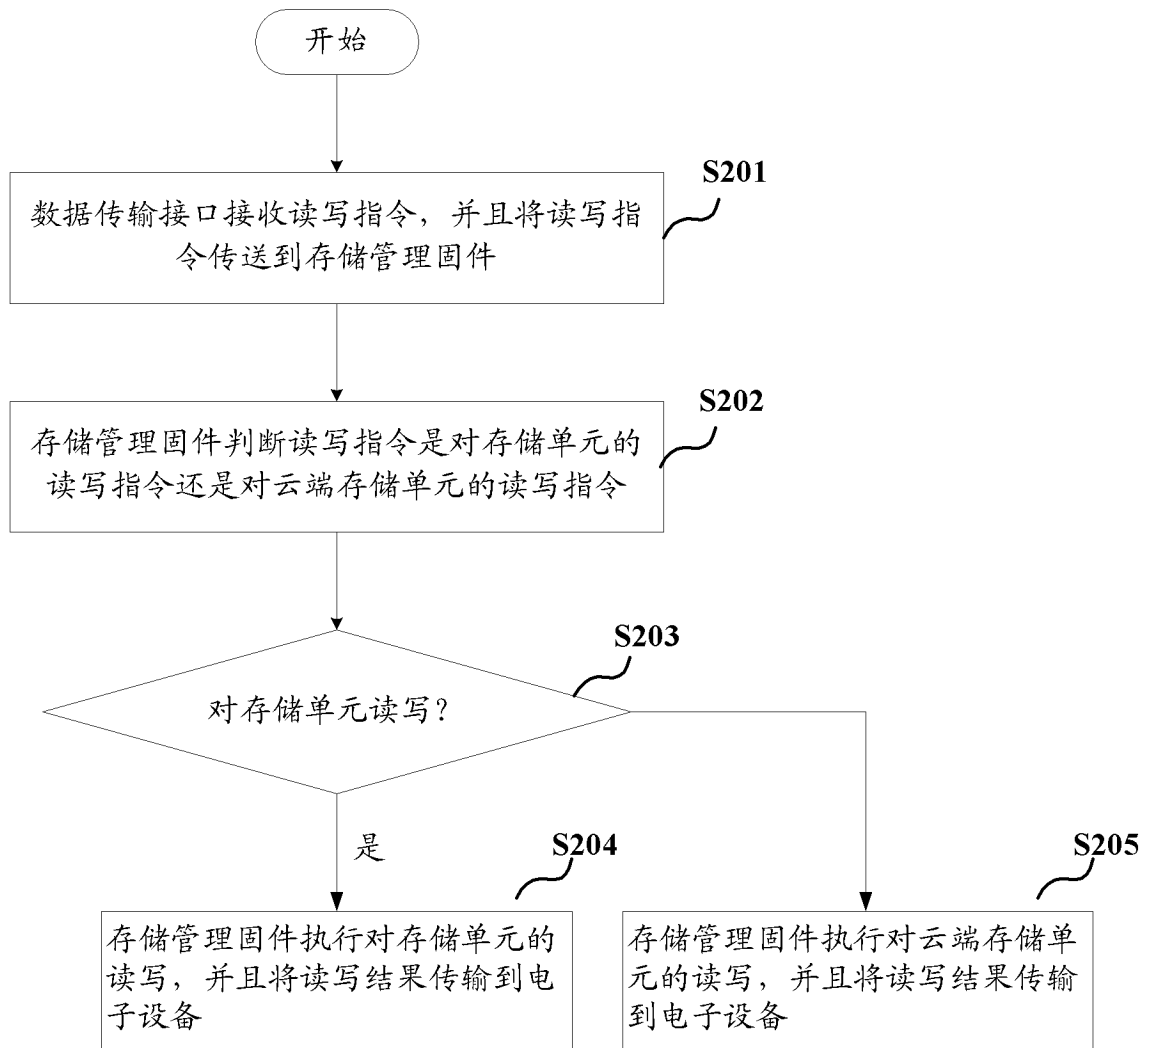 开始
S201
数据传输接口接收读写指令，并且将读写指
令传送到存储管理固件
S202
存储管理固件判断读写指令是对存储单元的
读写指令还是对云端存储单元的读写指令
S203
对存储单元读写？
是
S204
S205
存储管理固件执行对存储单元的
读写，并且将读写结果传输到电
子设备
存储管理固件执行对云端存储单
元的读写，并且将读写结果传输
到电子设备